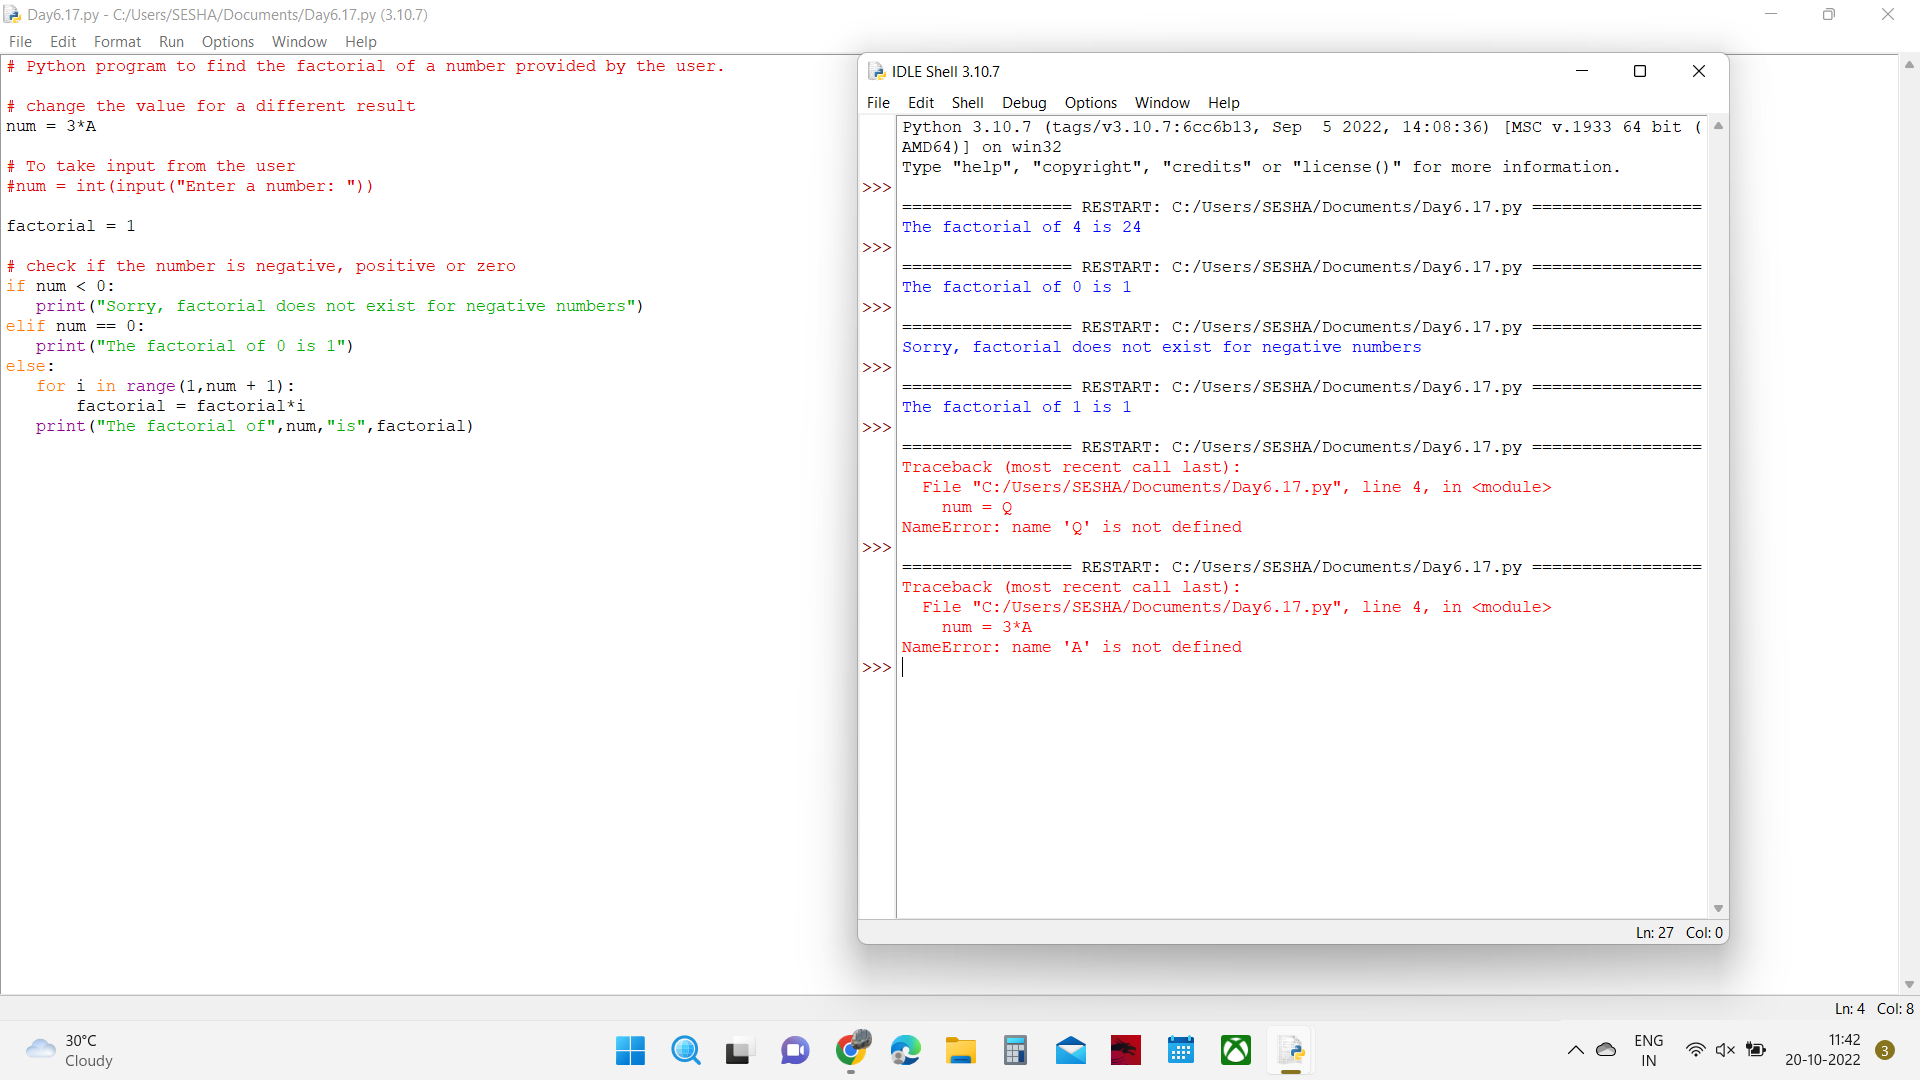 Day6.17.py - C:/Users/SESHA/Documents/Day6.17.py (3.10.7)
File Edit Format Run Options Window Help
# Python program to find the factorial of a number provided by the user.
# change the value for a different result
num = 3*A
# To take input from the user
#num = int(input("Enter a number: "))
factorial = 1
# check if the number is negative, positive or zero
if num < 0:
   print("Sorry, factorial does not exist for negative numbers")
elif num == 0:
   print("The factorial of 0 is 1")
else:
   for i in range(1,num + 1):
       factorial = factorial*i
   print("The factorial of",num,"is",factorial)
IDLE Shell 3.10.7
File Edit Shell Debug Options Window Help
Python 3.10.7 (tags/v3.10.7:6cc6b13, Sep  5 2022, 14:08:36) [MSC v.1933 64 bit (
AMD64)] on win32
Type "help", "copyright", "credits" or "license()" for more information.
>>>
================= RESTART: C:/Users/SESHA/Documents/Day6.17.py =================
The factorial of 4 is 24
>>>
================= RESTART: C:/Users/SESHA/Documents/Day6.17.py =================
The factorial of 0 is 1
>>>
================= RESTART: C:/Users/SESHA/Documents/Day6.17.py =================
Sorry, factorial does not exist for negative numbers
>>>
================= RESTART: C:/Users/SESHA/Documents/Day6.17.py =================
The factorial of 1 is 1
>>>
================= RESTART: C:/Users/SESHA/Documents/Day6.17.py =================
Traceback (most recent call last):
  File "C:/Users/SESHA/Documents/Day6.17.py", line 4, in <module>
    num = Q
NameError: name 'Q' is not defined
>>>
================= RESTART: C:/Users/SESHA/Documents/Day6.17.py =================
Traceback (most recent call last):
  File "C:/Users/SESHA/Documents/Day6.17.py", line 4, in <module>
    num = 3*A
NameError: name 'A' is not defined
>>>
Ln: 27 Col: 0
Ln: 4 Col: 8
30°C
Cloudy
ENG
IN
11:42
20-10-2022
3